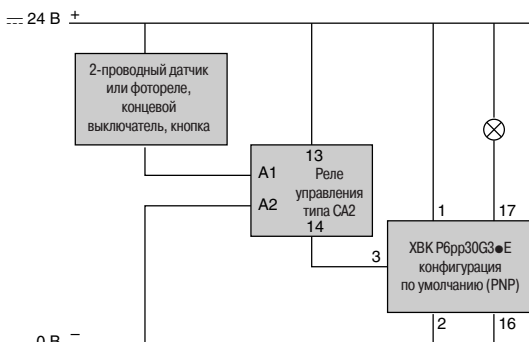 24 В +
2-проводный датчик
или фотореле,
концевой
выключатель, кнопка
13
A1
Реле
управления
типа CA2
A2
14
1
17
3
XBK P6pp30G3●E
конфигурация
по умолчанию (PNP)
2
16
0 В −